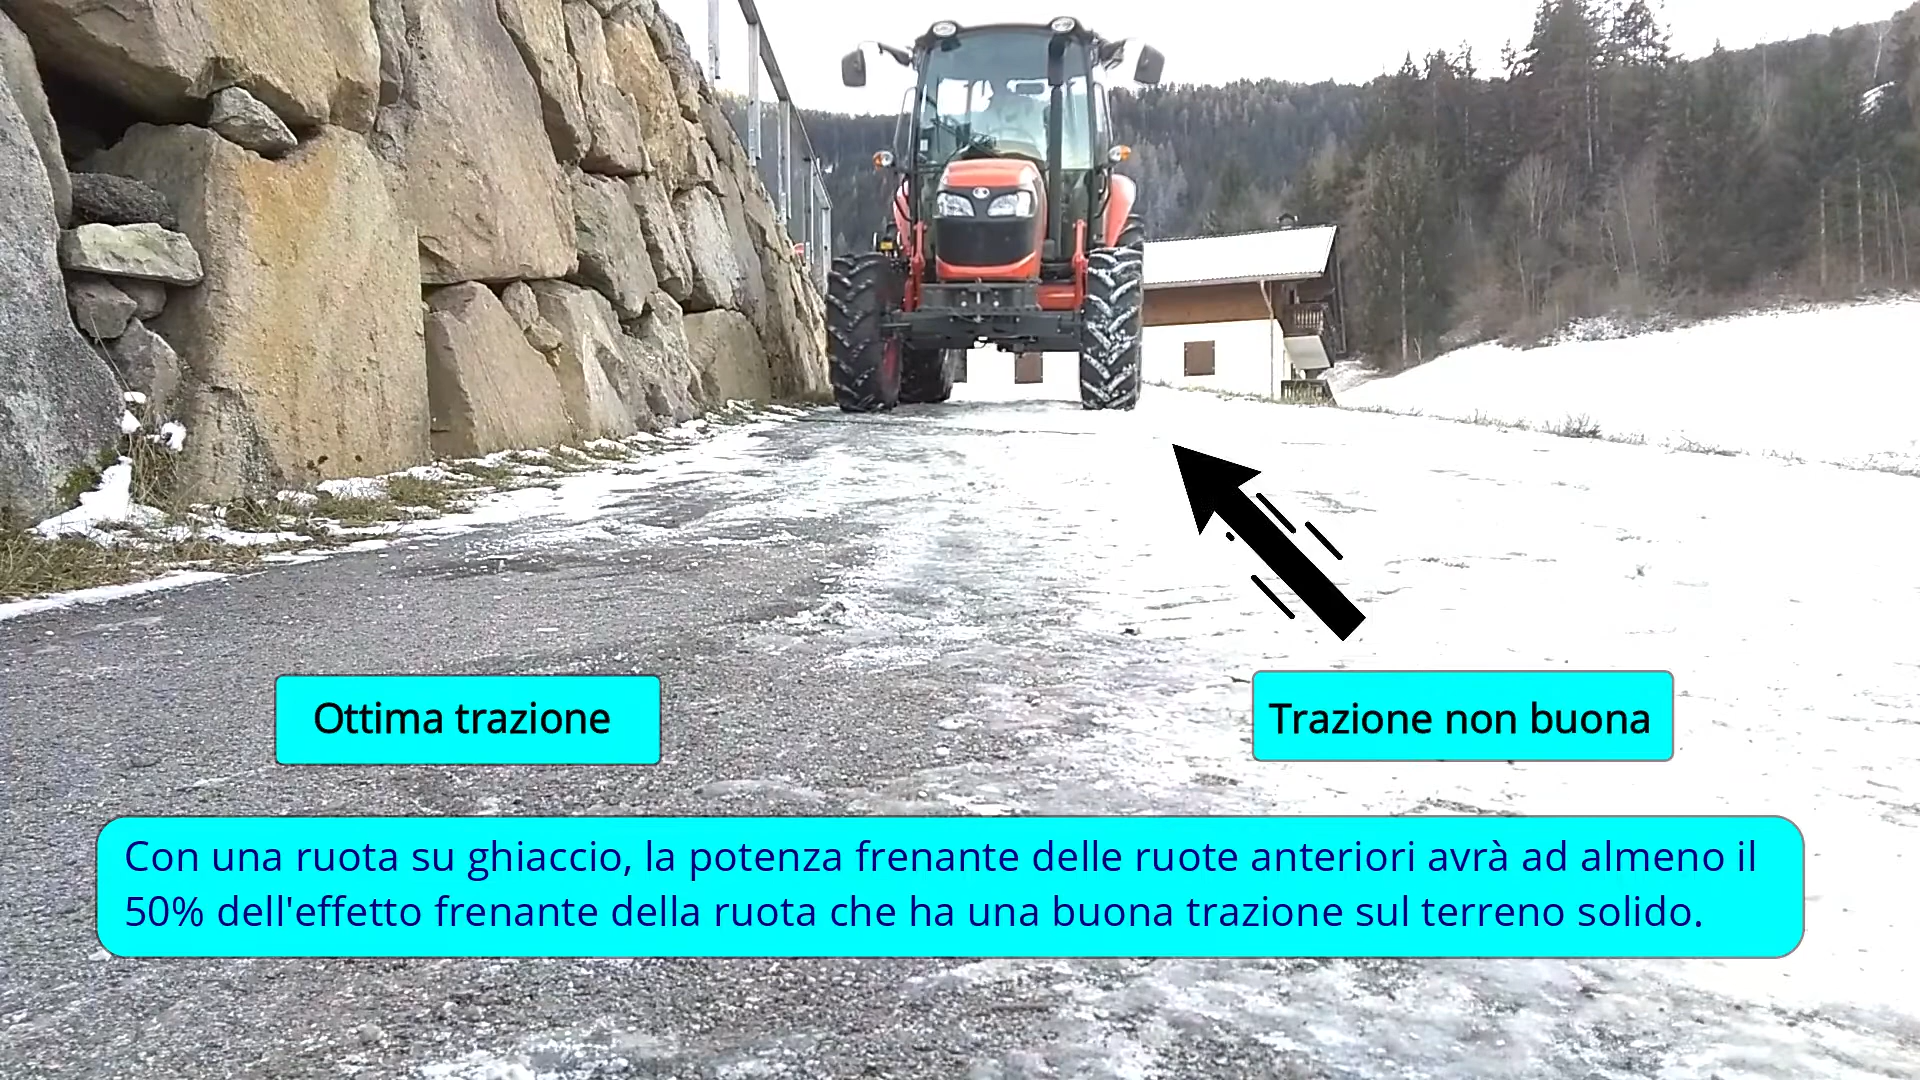 Ottima trazione
Trazione non buona
Con una ruota su ghiaccio, la potenza frenante delle ruote anteriori avrà ad almeno il
50% dell'effetto frenante della ruota che ha una buona trazione sul terreno solido.